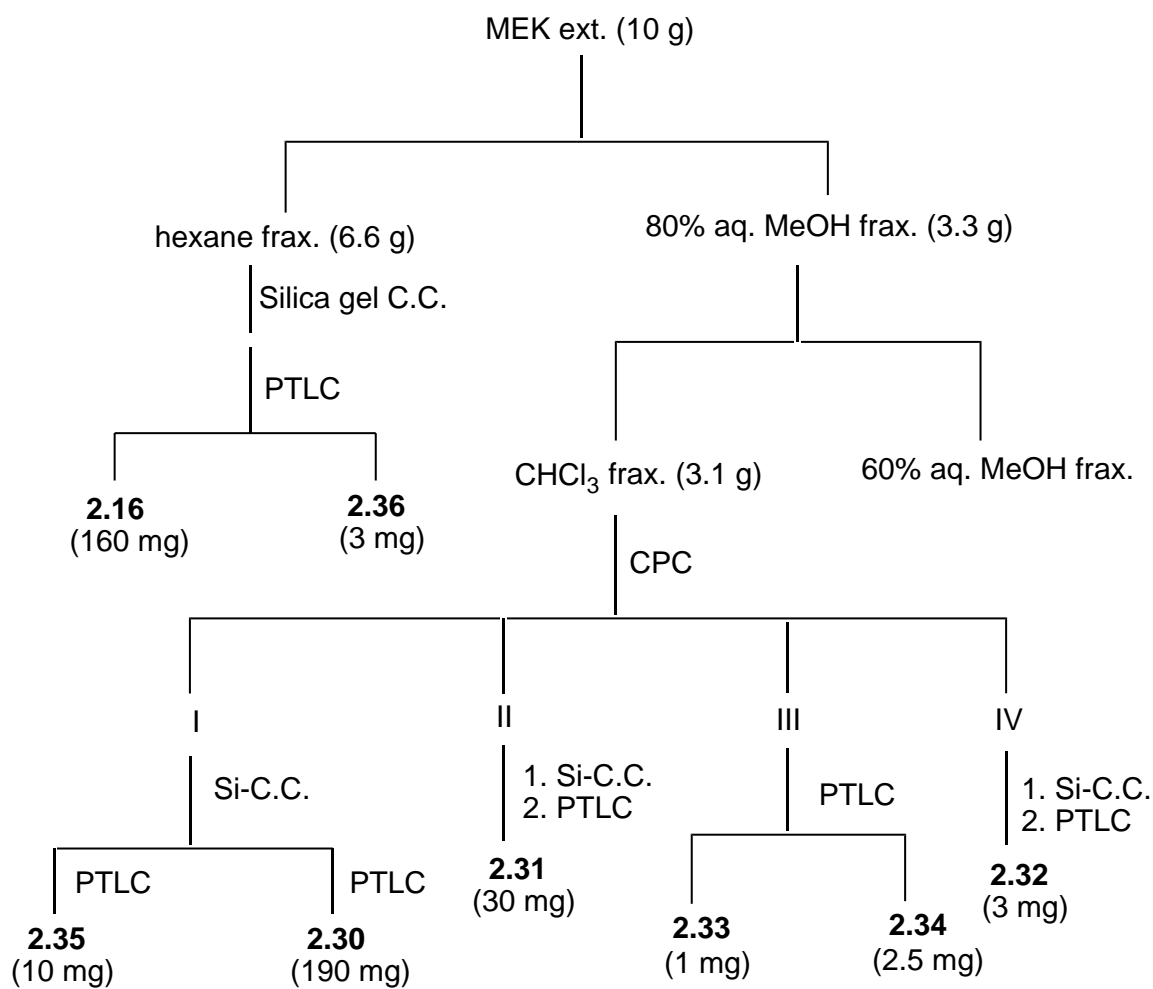 MEK ext. (10 g)
hexane frax. (6.6 g)
80% aq. MeOH frax. (3.3 g)
Silica gel C.C.
PTLC
2.16
(160 mg)
2.36
(3 mg)
CHCl3 frax. (3.1 g)
60% aq. MeOH frax.
CPC
I
II
III
IV
Si-C.C.
1. Si-C.C.
2. PTLC
PTLC
1. Si-C.C.
2. PTLC
PTLC
PTLC
2.35
(10 mg)
2.30
(190 mg)
2.31
(30 mg)
2.33
(1 mg)
2.34
(2.5 mg)
2.32
(3 mg)